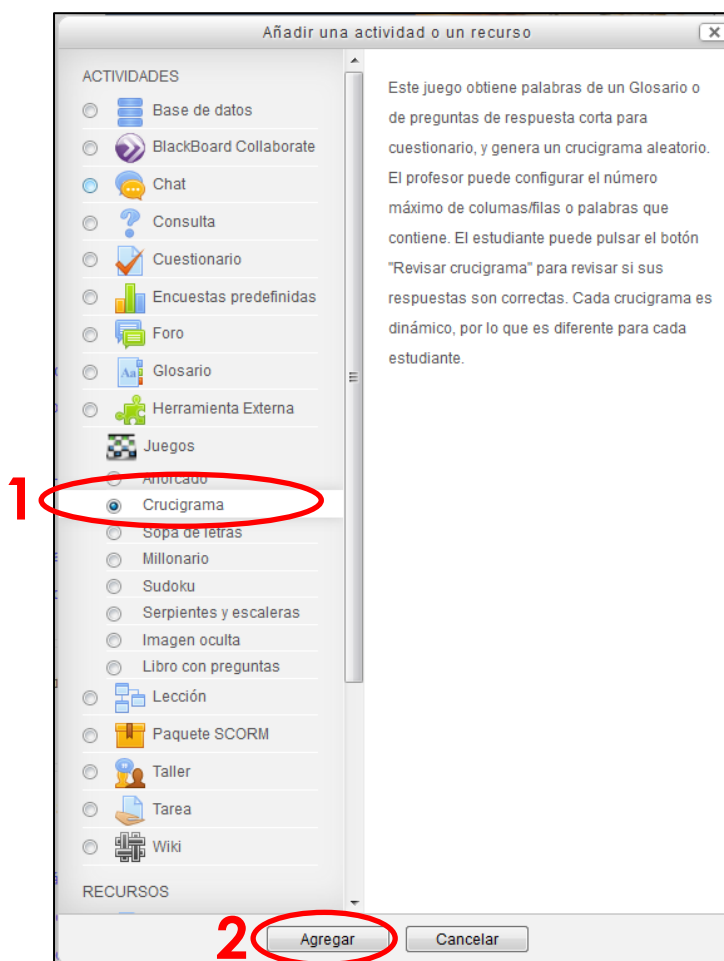 Añadir una actividad o un recurso
ACTIVIDADES
Base de datos
BlackBoard Collaborate
Chat
Consulta
Cuestionario
Encuestas predefinidas
Foro
Glosario
Herramienta Externa
Juegos
Ahorcado
1
Crucigrama
Sopa de letras
Millonario
Sudoku
Serpientes y escaleras
Imagen oculta
Libro con preguntas
Lección
Paquete SCORM
Taller
Tarea
Wiki
RECURSOS
Este juego obtiene palabras de un Glosario o
de preguntas de respuesta corta para
cuestionario, y genera un crucigrama aleatorio.
El profesor puede configurar el número
máximo de columas/filas o palabras que
contiene. El estudiante puede pulsar el botón
"Revisar crucigrama" para revisar si sus
respuestas son correctas. Cada crucigrama es
dinámico, por lo que es diferente para cada
estudiante.
2
Agregar
Cancelar